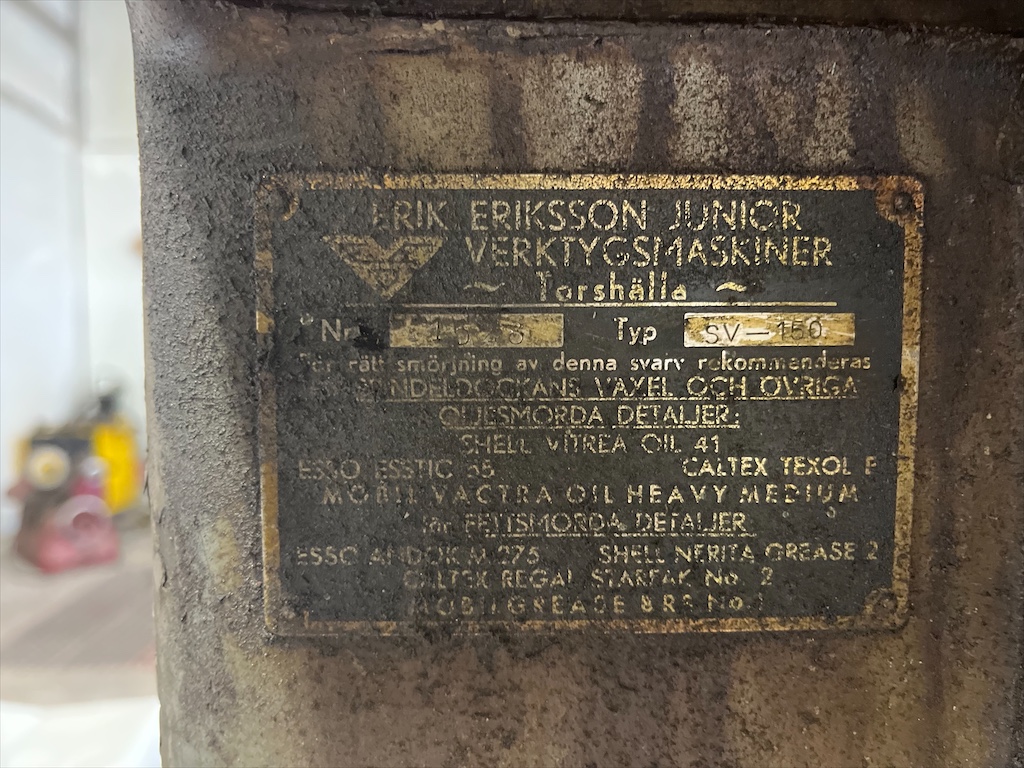 ERIK ERIKSSON JUNIOR
VERKTYGSMASKINER
~ Torshälla ~
Nr Typ SV-150
För rätt smörjning av denna svarv rekommenderas
SPINDELDOCKANS VÄXEL OCH ÖVRIGA
OLJESMORDA DETALJER:
SHELL VITREA OIL 41
ESSO ESSTIC CALTEX TEXOL
MOBIL VACTRA OIL HEAVY MEDIUM
för FETTSMORDA DETALJER
ESSO ANDOK M 275 SHELL NERITA GREASE 2
CALTEX REGAL STARFAK No. 2
MOBILGREASE BRB No.